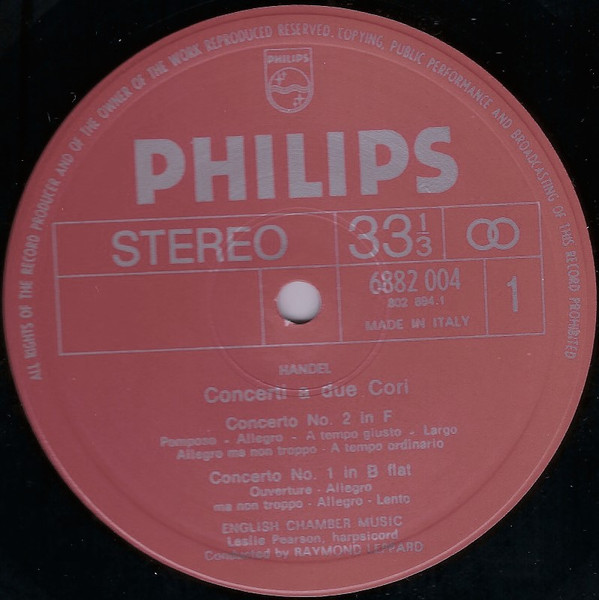 ALL RIGHTS OF THE RECORD PRODUCER AND OF THE OWNER OF THE WORK REPRODUCED RESERVED, COPYING, PUBLIC PERFORMANCE AND BROADCASTING OF THIS RECORD PROHIBITED
PHILIPS
PHILIPS
STEREO 33 1/3
6882 004 1
802 894.1
MADE IN ITALY
HANDEL
Concerti a due Cori
Concerto No. 2 in F
Pomposo - Allegro - A tempo giusto - Largo
Allegro ma non troppo - A tempo ordinario
Concerto No. 1 in B flat
Ouverture - Allegro
ma non troppo - Allegro - Lento
ENGLISH CHAMBER MUSIC
Leslie Pearson, harpsicord
Conducted by RAYMOND LEPPARD